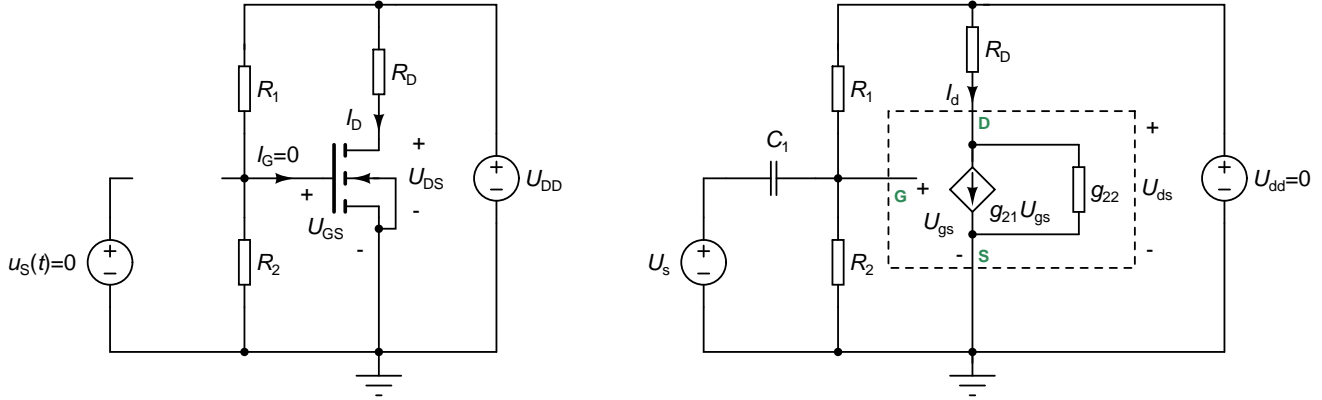 R1
RD
ID
IG=0
+
+
UDS
-
UGS
-
+
−
UDD
R2
uS(t)=0
+
−
RD
R1
Id
D
+
C1
G
+
Ugs
g21Ugs
g22
Uds
+
−
Udd=0
-
S
-
R2
Us
+
−